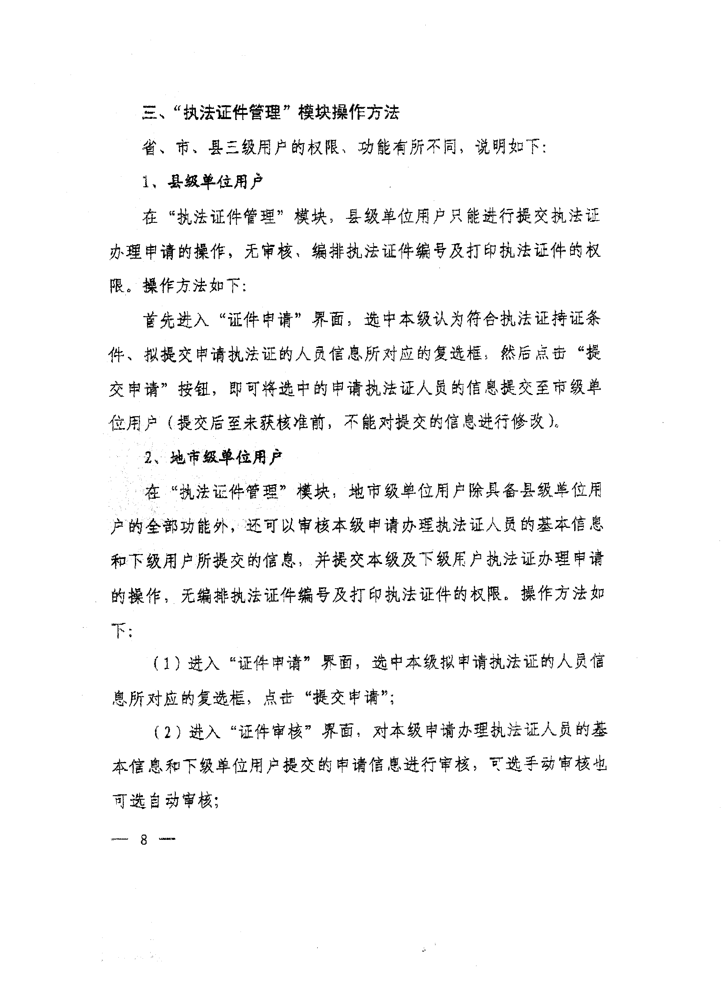 三、“执法证件管理”模块操作方法
省、市、县三级用户的权限、功能有所不同，说明如下：
1、县级单位用户
在“执法证件管理”模块，县级单位用户只能进行提交执法证
办理申请的操作，无审核、编排执法证件编号及打印执法证件的权
限。操作方法如下：
首先进入“证件申请”界面，选中本级认为符合执法证持证条
件、拟提交申请执法证的人员信息所对应的复选框，然后点击“提
交申请”按钮，即可将选中的申请执法证人员的信息提交至市级单
位用户（提交后至未获核准前，不能对提交的信息进行修改）。
2、地市级单位用户
在“执法证件管理”模块，地市级单位用户除具备县级单位用
户的全部功能外，还可以审核本级申请办理执法证人员的基本信息
和下级用户所提交的信息，并提交本级及下级用户执法证办理申请
的操作，无编排执法证件编号及打印执法证件的权限。操作方法如
下：
（1）进入“证件申请”界面，选中本级拟申请执法证的人员信
息所对应的复选框，点击“提交申请”；
（2）进入“证件审核”界面，对本级申请办理执法证人员的基
本信息和下级单位用户提交的申请信息进行审核，可选手动审核也
可选自动审核；
— 8 —